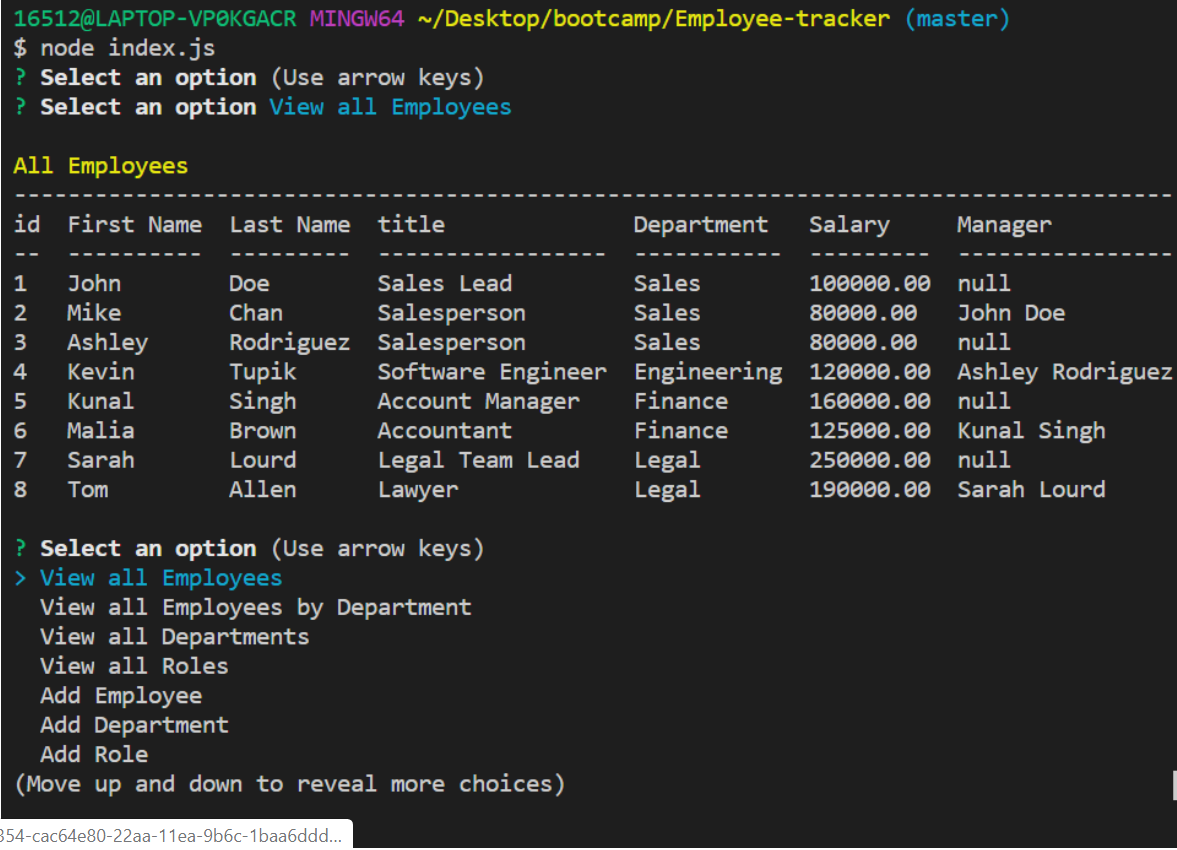 16512@LAPTOP-VP0KGACR MINGW64 ~/Desktop/bootcamp/Employee-tracker (master)
$ node index.js
? Select an option (Use arrow keys)
? Select an option View all Employees
All Employees
--------------------------------------------------------------------------------------
id  First Name  Last Name  title              Department   Salary     Manager
--  ----------  ---------  -----------------  -----------  ---------  ----------------
1   John        Doe        Sales Lead         Sales        100000.00  null
2   Mike        Chan       Salesperson        Sales        80000.00   John Doe
3   Ashley      Rodriguez  Salesperson        Sales        80000.00   null
4   Kevin       Tupik      Software Engineer  Engineering  120000.00  Ashley Rodriguez
5   Kunal       Singh      Account Manager    Finance      160000.00  null
6   Malia       Brown      Accountant         Finance      125000.00  Kunal Singh
7   Sarah       Lourd      Legal Team Lead    Legal        250000.00  null
8   Tom         Allen      Lawyer             Legal        190000.00  Sarah Lourd
? Select an option (Use arrow keys)
> View all Employees
  View all Employees by Department
  View all Departments
  View all Roles
  Add Employee
  Add Department
  Add Role
(Move up and down to reveal more choices)
354-cac64e80-22aa-11ea-9b6c-1baa6ddd...